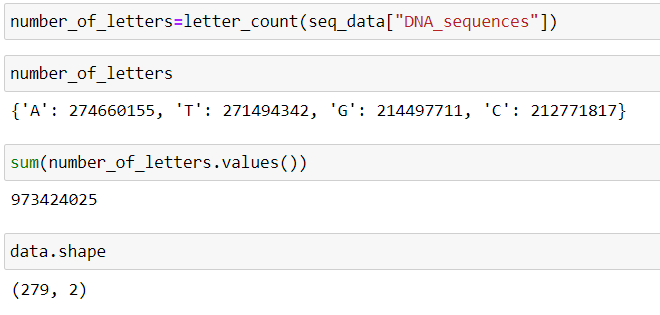 number_of_letters=letter_count(seq_data["DNA_sequences"])
number_of_letters
{'A': 274660155, 'T': 271494342, 'G': 214497711, 'C': 212771817}
sum(number_of_letters.values())
973424025
data.shape
(279, 2)